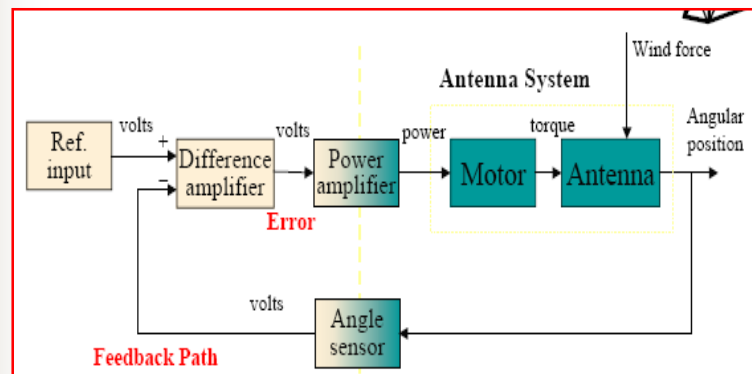 Wind force
Antenna System
Angular
position
volts
volts
power
torque
Ref.
input
+
−
Difference
amplifier
Power
amplifier
Motor
Antenna
Error
volts
Angle
sensor
Feedback Path